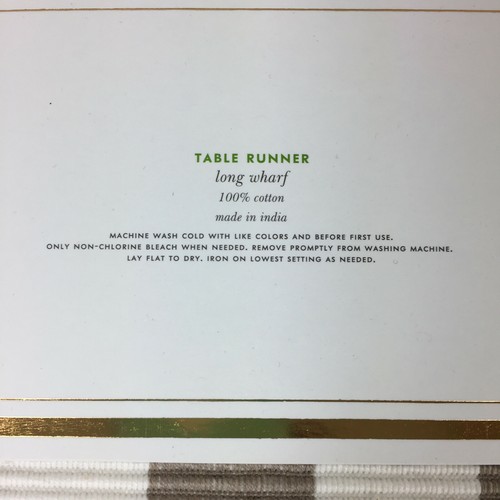 TABLE RUNNER
long wharf
100% cotton
made in india
MACHINE WASH COLD WITH LIKE COLORS AND BEFORE FIRST USE.
ONLY NON-CHLORINE BLEACH WHEN NEEDED. REMOVE PROMPTLY FROM WASHING MACHINE.
LAY FLAT TO DRY. IRON ON LOWEST SETTING AS NEEDED.